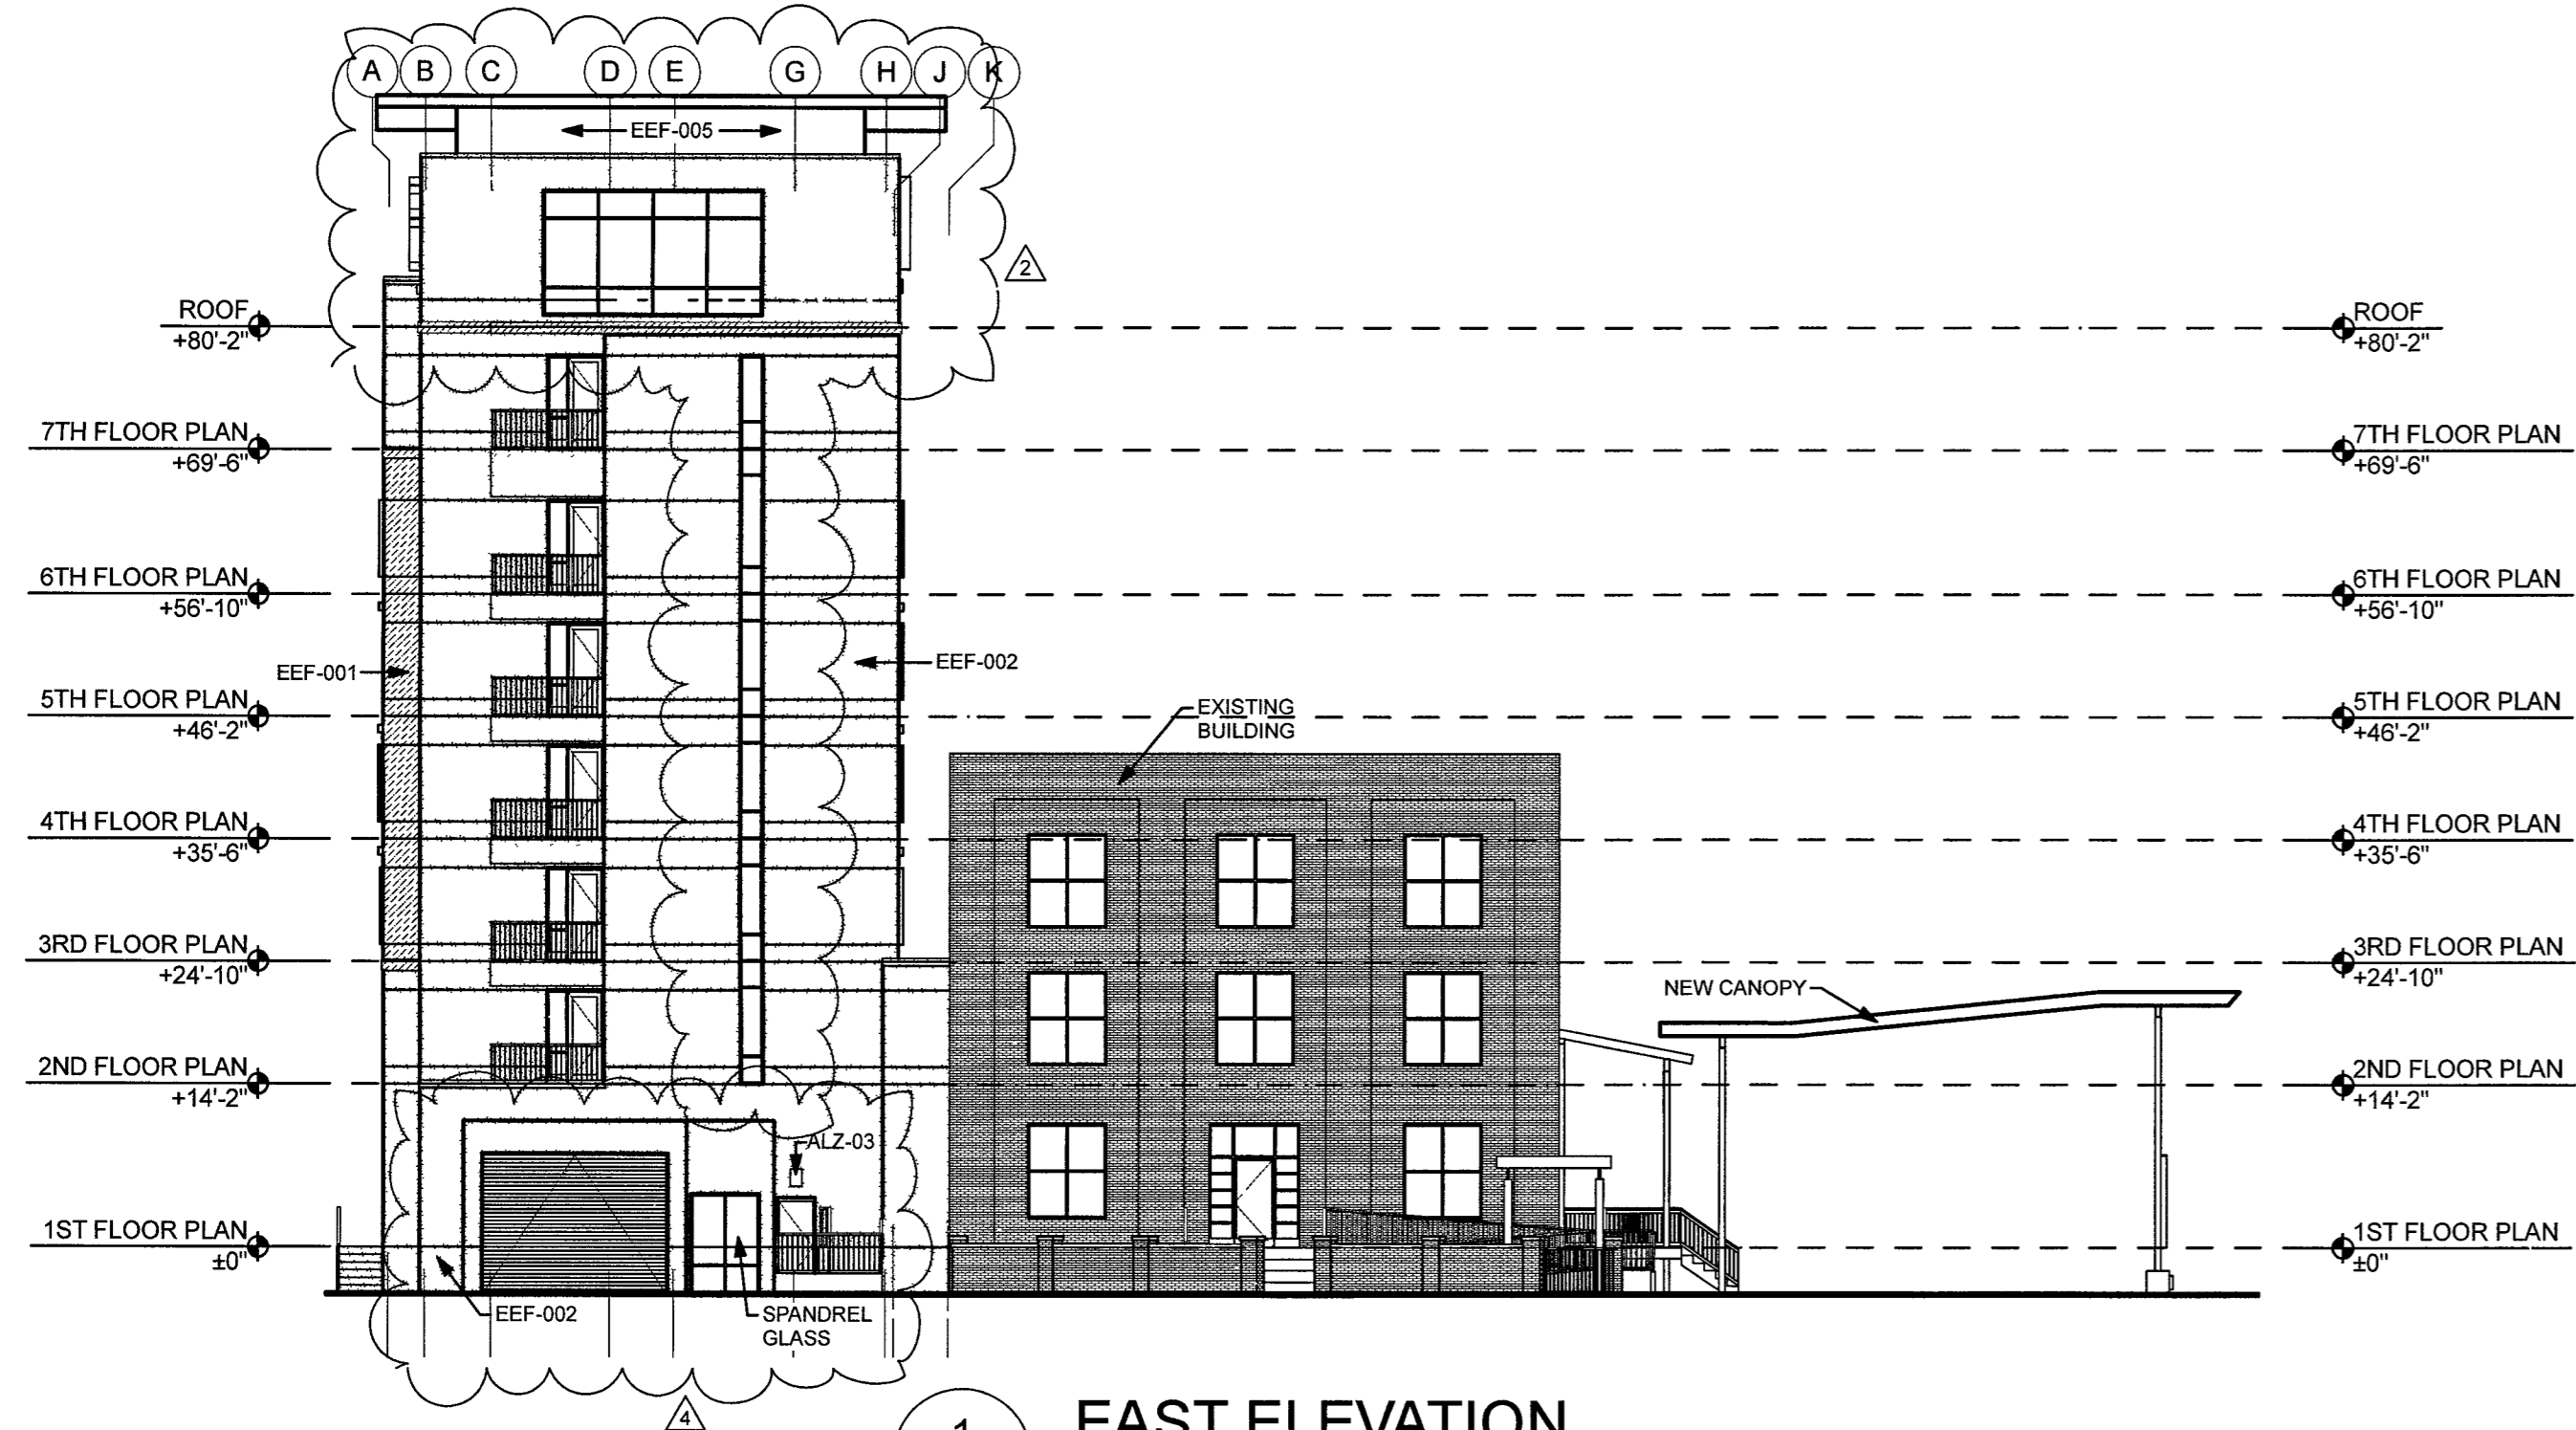 A B C D E G H J K
EEF-005
2
ROOF
+80'-2"
ROOF
+80'-2"
7TH FLOOR PLAN
+69'-6"
7TH FLOOR PLAN
+69'-6"
6TH FLOOR PLAN
+56'-10"
6TH FLOOR PLAN
+56'-10"
EEF-001
EEF-002
5TH FLOOR PLAN
+46'-2"
EXISTING
BUILDING
5TH FLOOR PLAN
+46'-2"
4TH FLOOR PLAN
+35'-6"
4TH FLOOR PLAN
+35'-6"
3RD FLOOR PLAN
+24'-10"
3RD FLOOR PLAN
+24'-10"
NEW CANOPY
2ND FLOOR PLAN
+14'-2"
2ND FLOOR PLAN
+14'-2"
ALZ-03
1ST FLOOR PLAN
±0"
1ST FLOOR PLAN
±0"
EEF-002
SPANDREL
GLASS
4
1
EAST ELEVATION